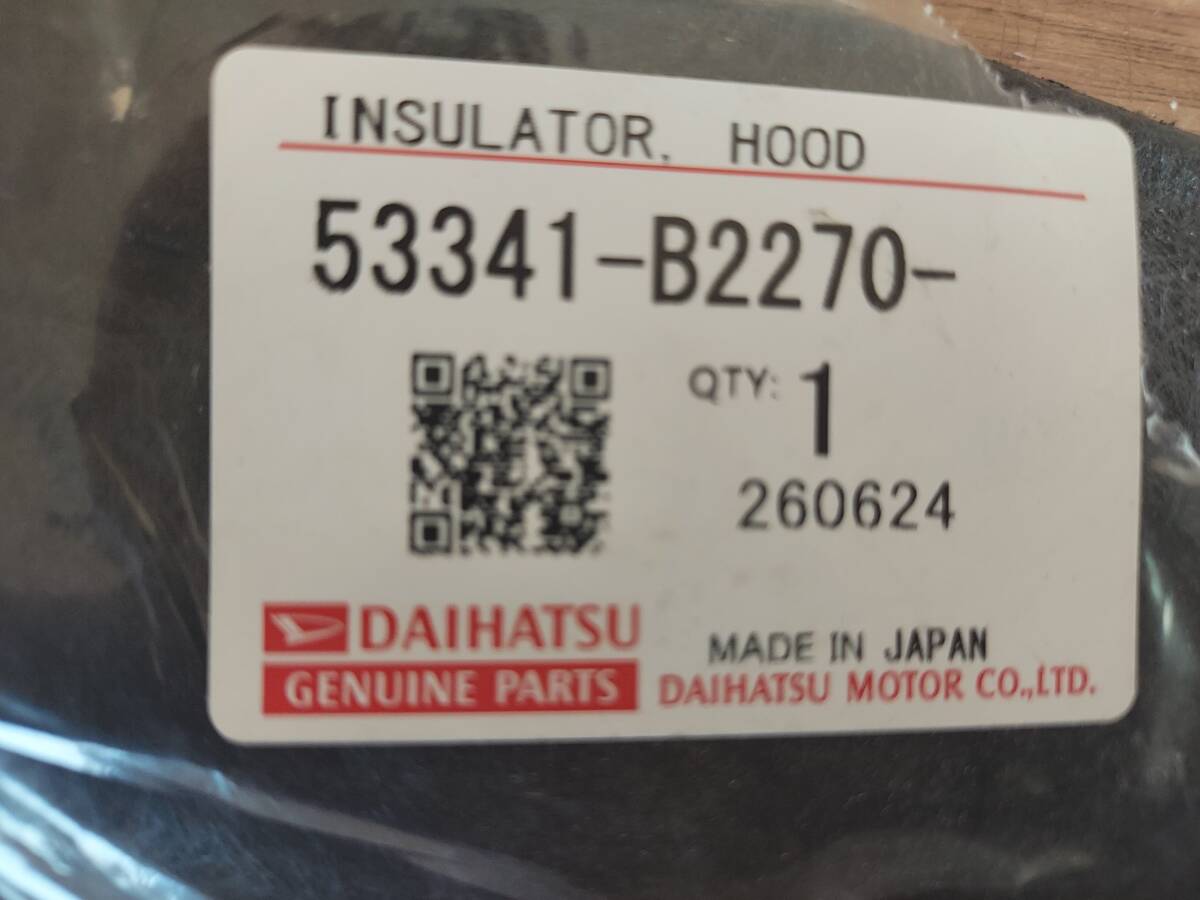 INSULATOR, HOOD
53341-B2270-
QTY: 1
260624
DAIHATSU
GENUINE PARTS
MADE IN JAPAN
DAIHATSU MOTOR CO.,LTD.